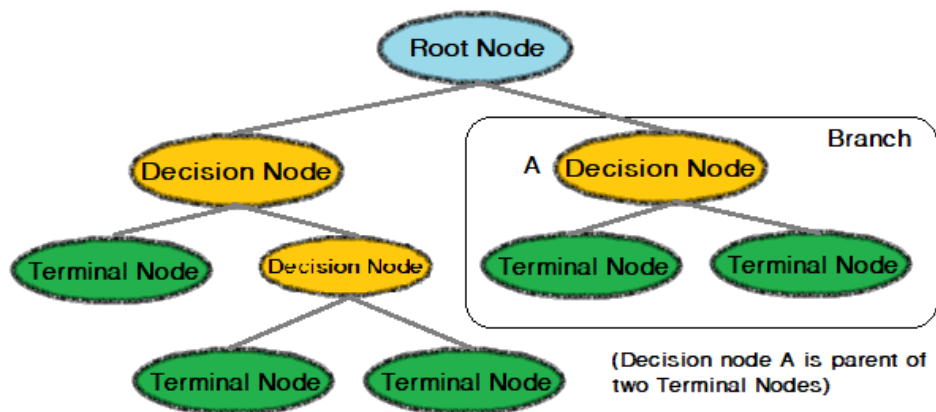 Root Node
Branch
Decision Node
A
Decision Node
Terminal Node
Decision Node
Terminal Node
Terminal Node
Terminal Node
Terminal Node
(Decision node A is parent of
two Terminal Nodes)